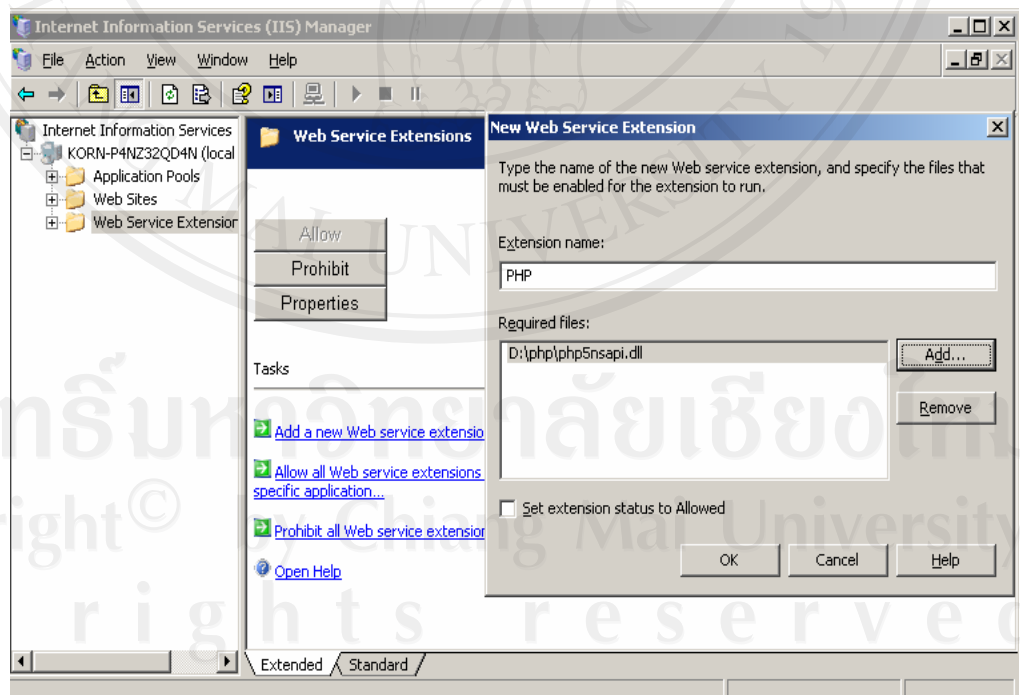 Internet Information Services (IIS) Manager
File Action View Window Help
Internet Information Services
KORN-P4NZ32QD4N (local
Application Pools
Web Sites
Web Service Extension
Web Service Extensions
Allow
Prohibit
Properties
Tasks
Add a new Web service extensio
Allow all Web service extensions
specific application...
Prohibit all Web service extension
Open Help
Extended
Standard
New Web Service Extension
Type the name of the new Web service extension, and specify the files that
must be enabled for the extension to run.
Extension name:
PHP
Required files:
D:\php\php5nsapi.dll
Add...
Remove
Set extension status to Allowed
OK
Cancel
Help
MAI UNIVERSITY
right © by Chiang Mai University
rights reserved